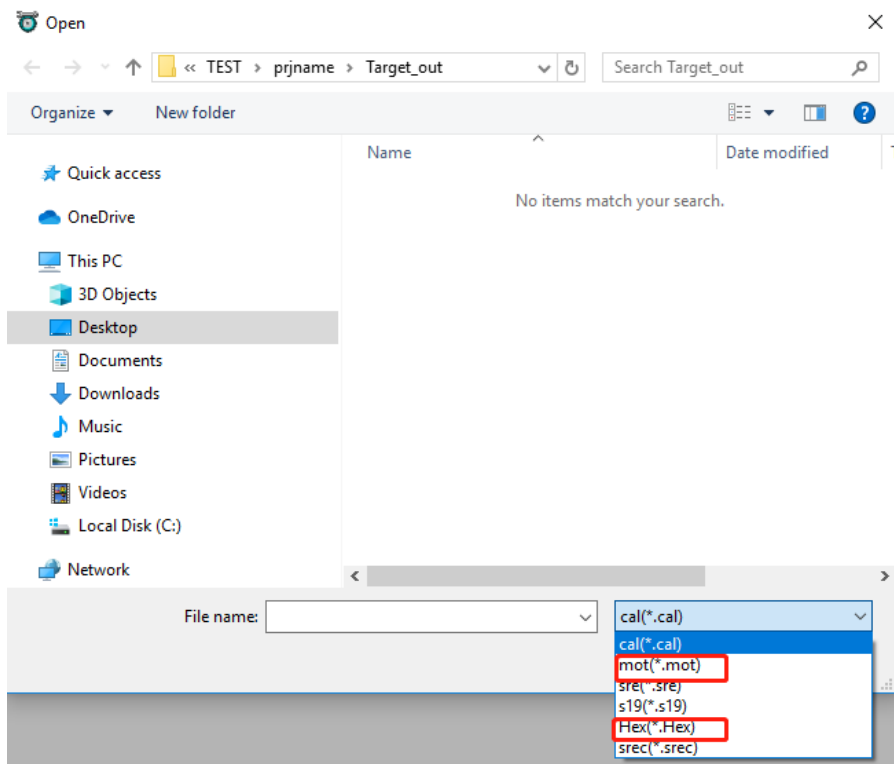 Open
« TEST > prjname > Target_out
Search Target_out
Organize
New folder
Name
Date modified
No items match your search.
Quick access
OneDrive
This PC
3D Objects
Desktop
Documents
Downloads
Music
Pictures
Videos
Local Disk (C:)
Network
File name:
cal(*.cal)
cal(*.cal)
mot(*.mot)
sre(*.sre)
s19(*.s19)
Hex(*.Hex)
srec(*.srec)